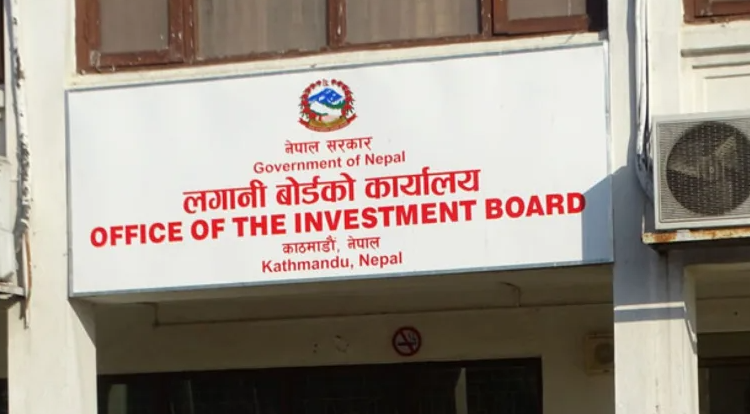 नेपाल सरकार
Government of Nepal
लगानी बोर्डको कार्यालय
OFFICE OF THE INVESTMENT BOARD
काठमाडौं, नेपाल
Kathmandu, Nepal